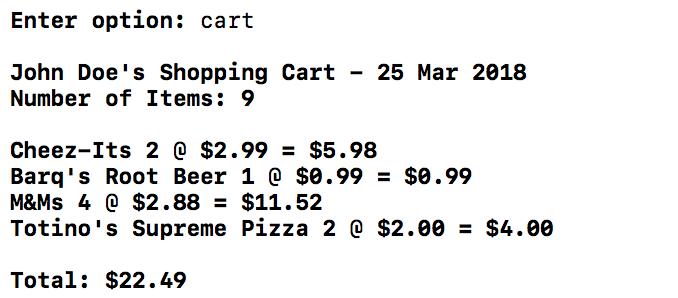 Enter option: cart
John Doe's Shopping Cart - 25 Mar 2018
Number of Items: 9
Cheez-Its 2 @ $2.99 = $5.98
Barq's Root Beer 1 @ $0.99 = $0.99
M&Ms 4 @ $2.88 = $11.52
Totino's Supreme Pizza 2 @ $2.00 = $4.00
Total: $22.49